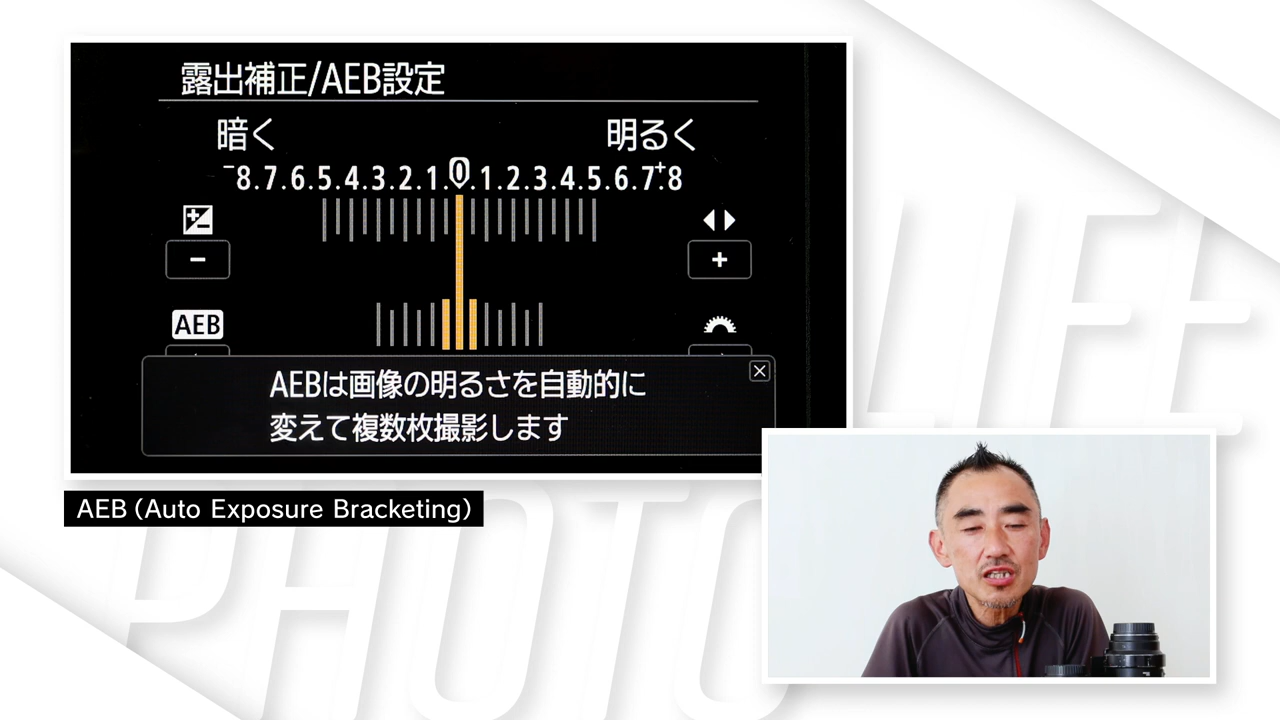 露出補正/AEB設定
暗く 明るく
-8.7.6.5.4.3.2.1.0.1.2.3.4.5.6.7.+8
AEB
AEBは画像の明るさを自動的に
変えて複数枚撮影します
AEB(Auto Exposure Bracketing)
PHOTO
LIFE